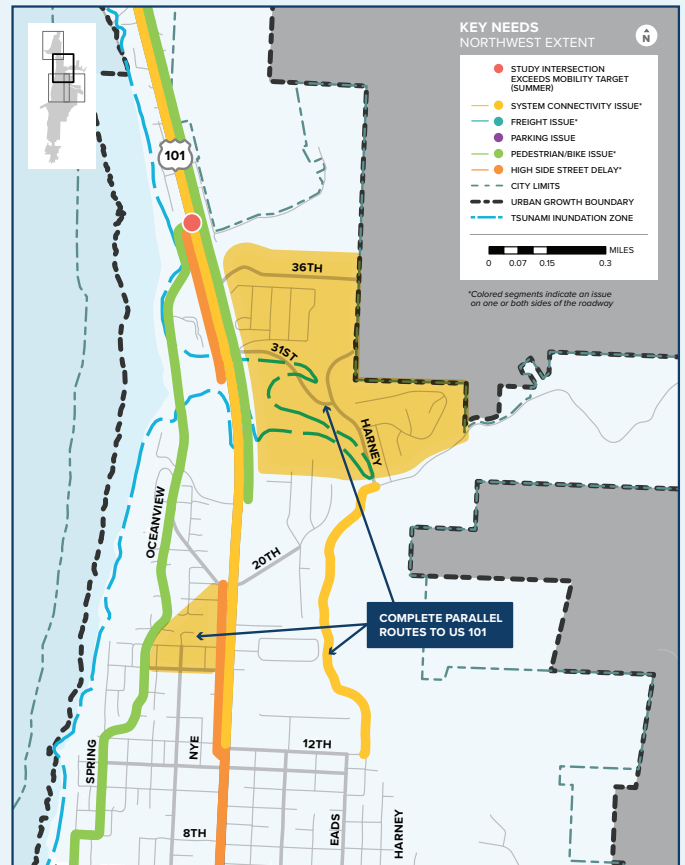 KEY NEEDS
NORTHWEST EXTENT
N
STUDY INTERSECTION
EXCEEDS MOBILITY TARGET
(SUMMER)
SYSTEM CONNECTIVITY ISSUE*
FREIGHT ISSUE*
PARKING ISSUE
PEDESTRIAN/BIKE ISSUE*
HIGH SIDE STREET DELAY*
CITY LIMITS
URBAN GROWTH BOUNDARY
TSUNAMI INUNDATION ZONE
MILES
0 0.07 0.15 0.3
*Colored segments indicate an issue
on one or both sides of the roadway
101
36TH
31ST
HARNEY
OCEANVIEW
20TH
COMPLETE PARALLEL
ROUTES TO US 101
SPRING
NYE
12TH
8TH
EADS
HARNEY